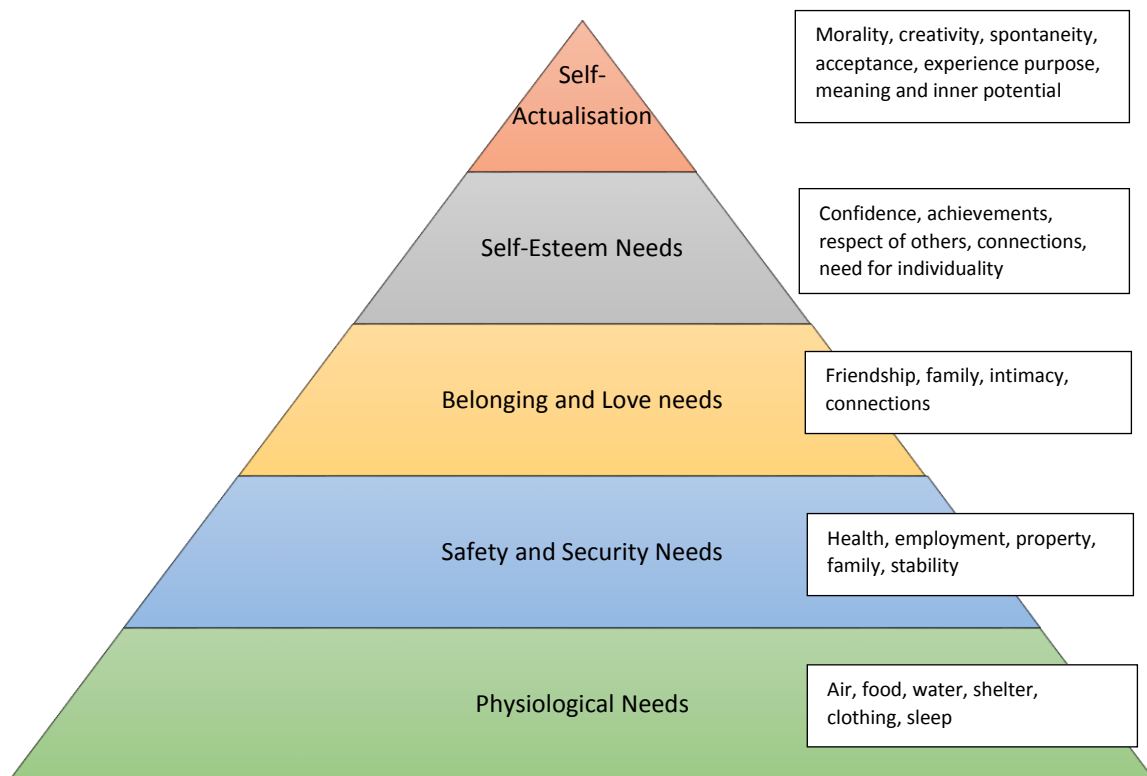 Self-
Actualisation
Morality, creativity, spontaneity,
acceptance, experience purpose,
meaning and inner potential
Self-Esteem Needs
Confidence, achievements,
respect of others, connections,
need for individuality
Belonging and Love needs
Friendship, family, intimacy,
connections
Safety and Security Needs
Health, employment, property,
family, stability
Physiological Needs
Air, food, water, shelter,
clothing, sleep